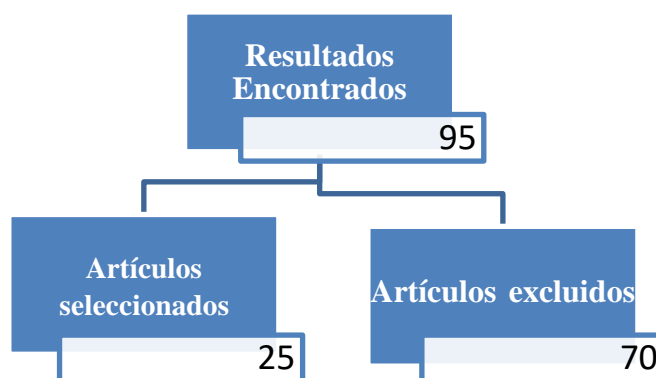 Resultados
Encontrados
95
Artículos
seleccionados
25
Artículos excluidos
70